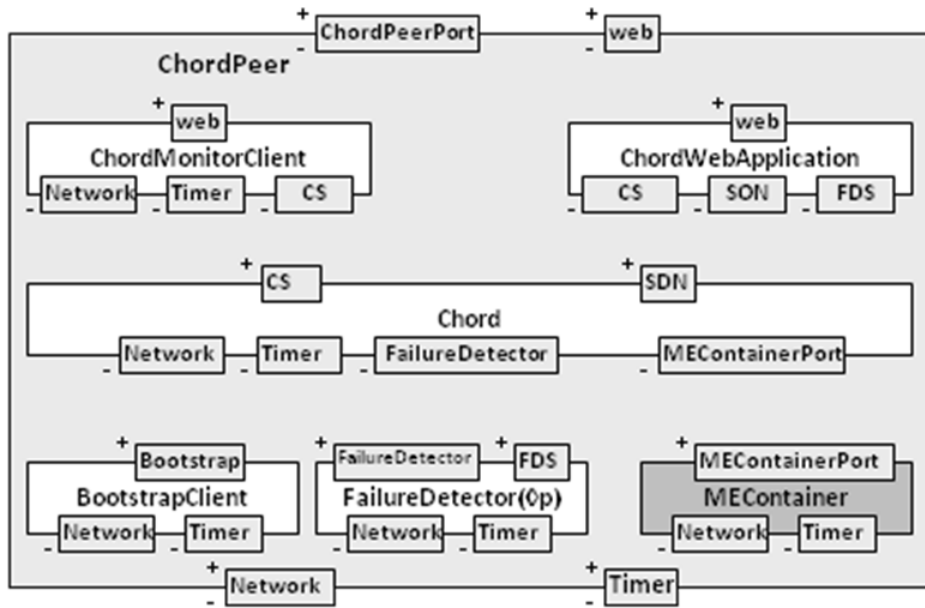 + ChordPeerPort + web
- -
ChordPeer
+ web + web
ChordMonitorClient ChordWebApplication
- Network - Timer - CS - CS - SON - FDS
+ CS + SDN
Chord
- Network - Timer - FailureDetector - MEContainerPort
+ Bootstrap + FailureDetector + FDS + MEContainerPort
BootstrapClient FailureDetector(◊p) MEContainer
- Network - Timer - Network - Timer - Network - Timer
+ Network + Timer
- -